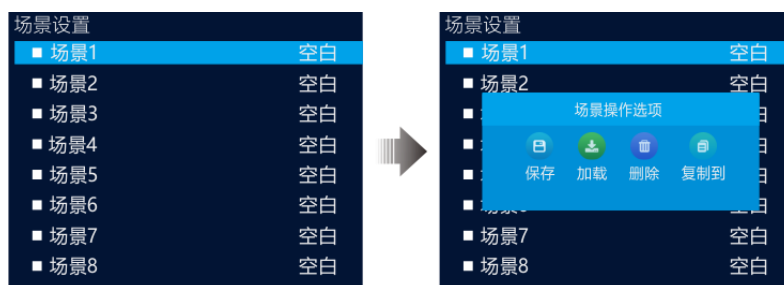 场景设置
场景1 空白
场景2 空白
场景3 空白
场景4 空白
场景5 空白
场景6 空白
场景7 空白
场景8 空白
场景设置
场景1 空白
场景2 空白
场景操作选项
保存 加载 删除 复制到
场景7 空白
场景8 空白